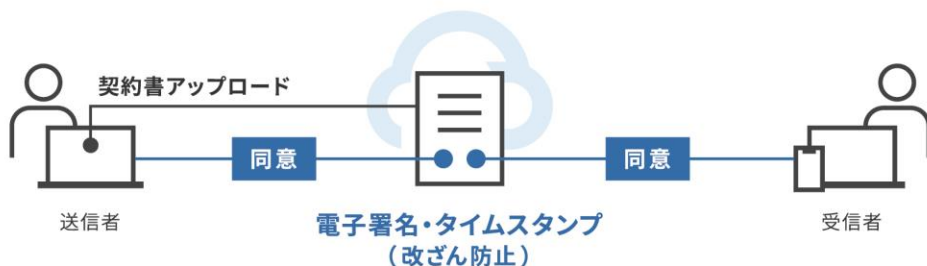 契約書アップロード
同意
同意
送信者
電子署名・タイムスタンプ
（改ざん防止）
受信者